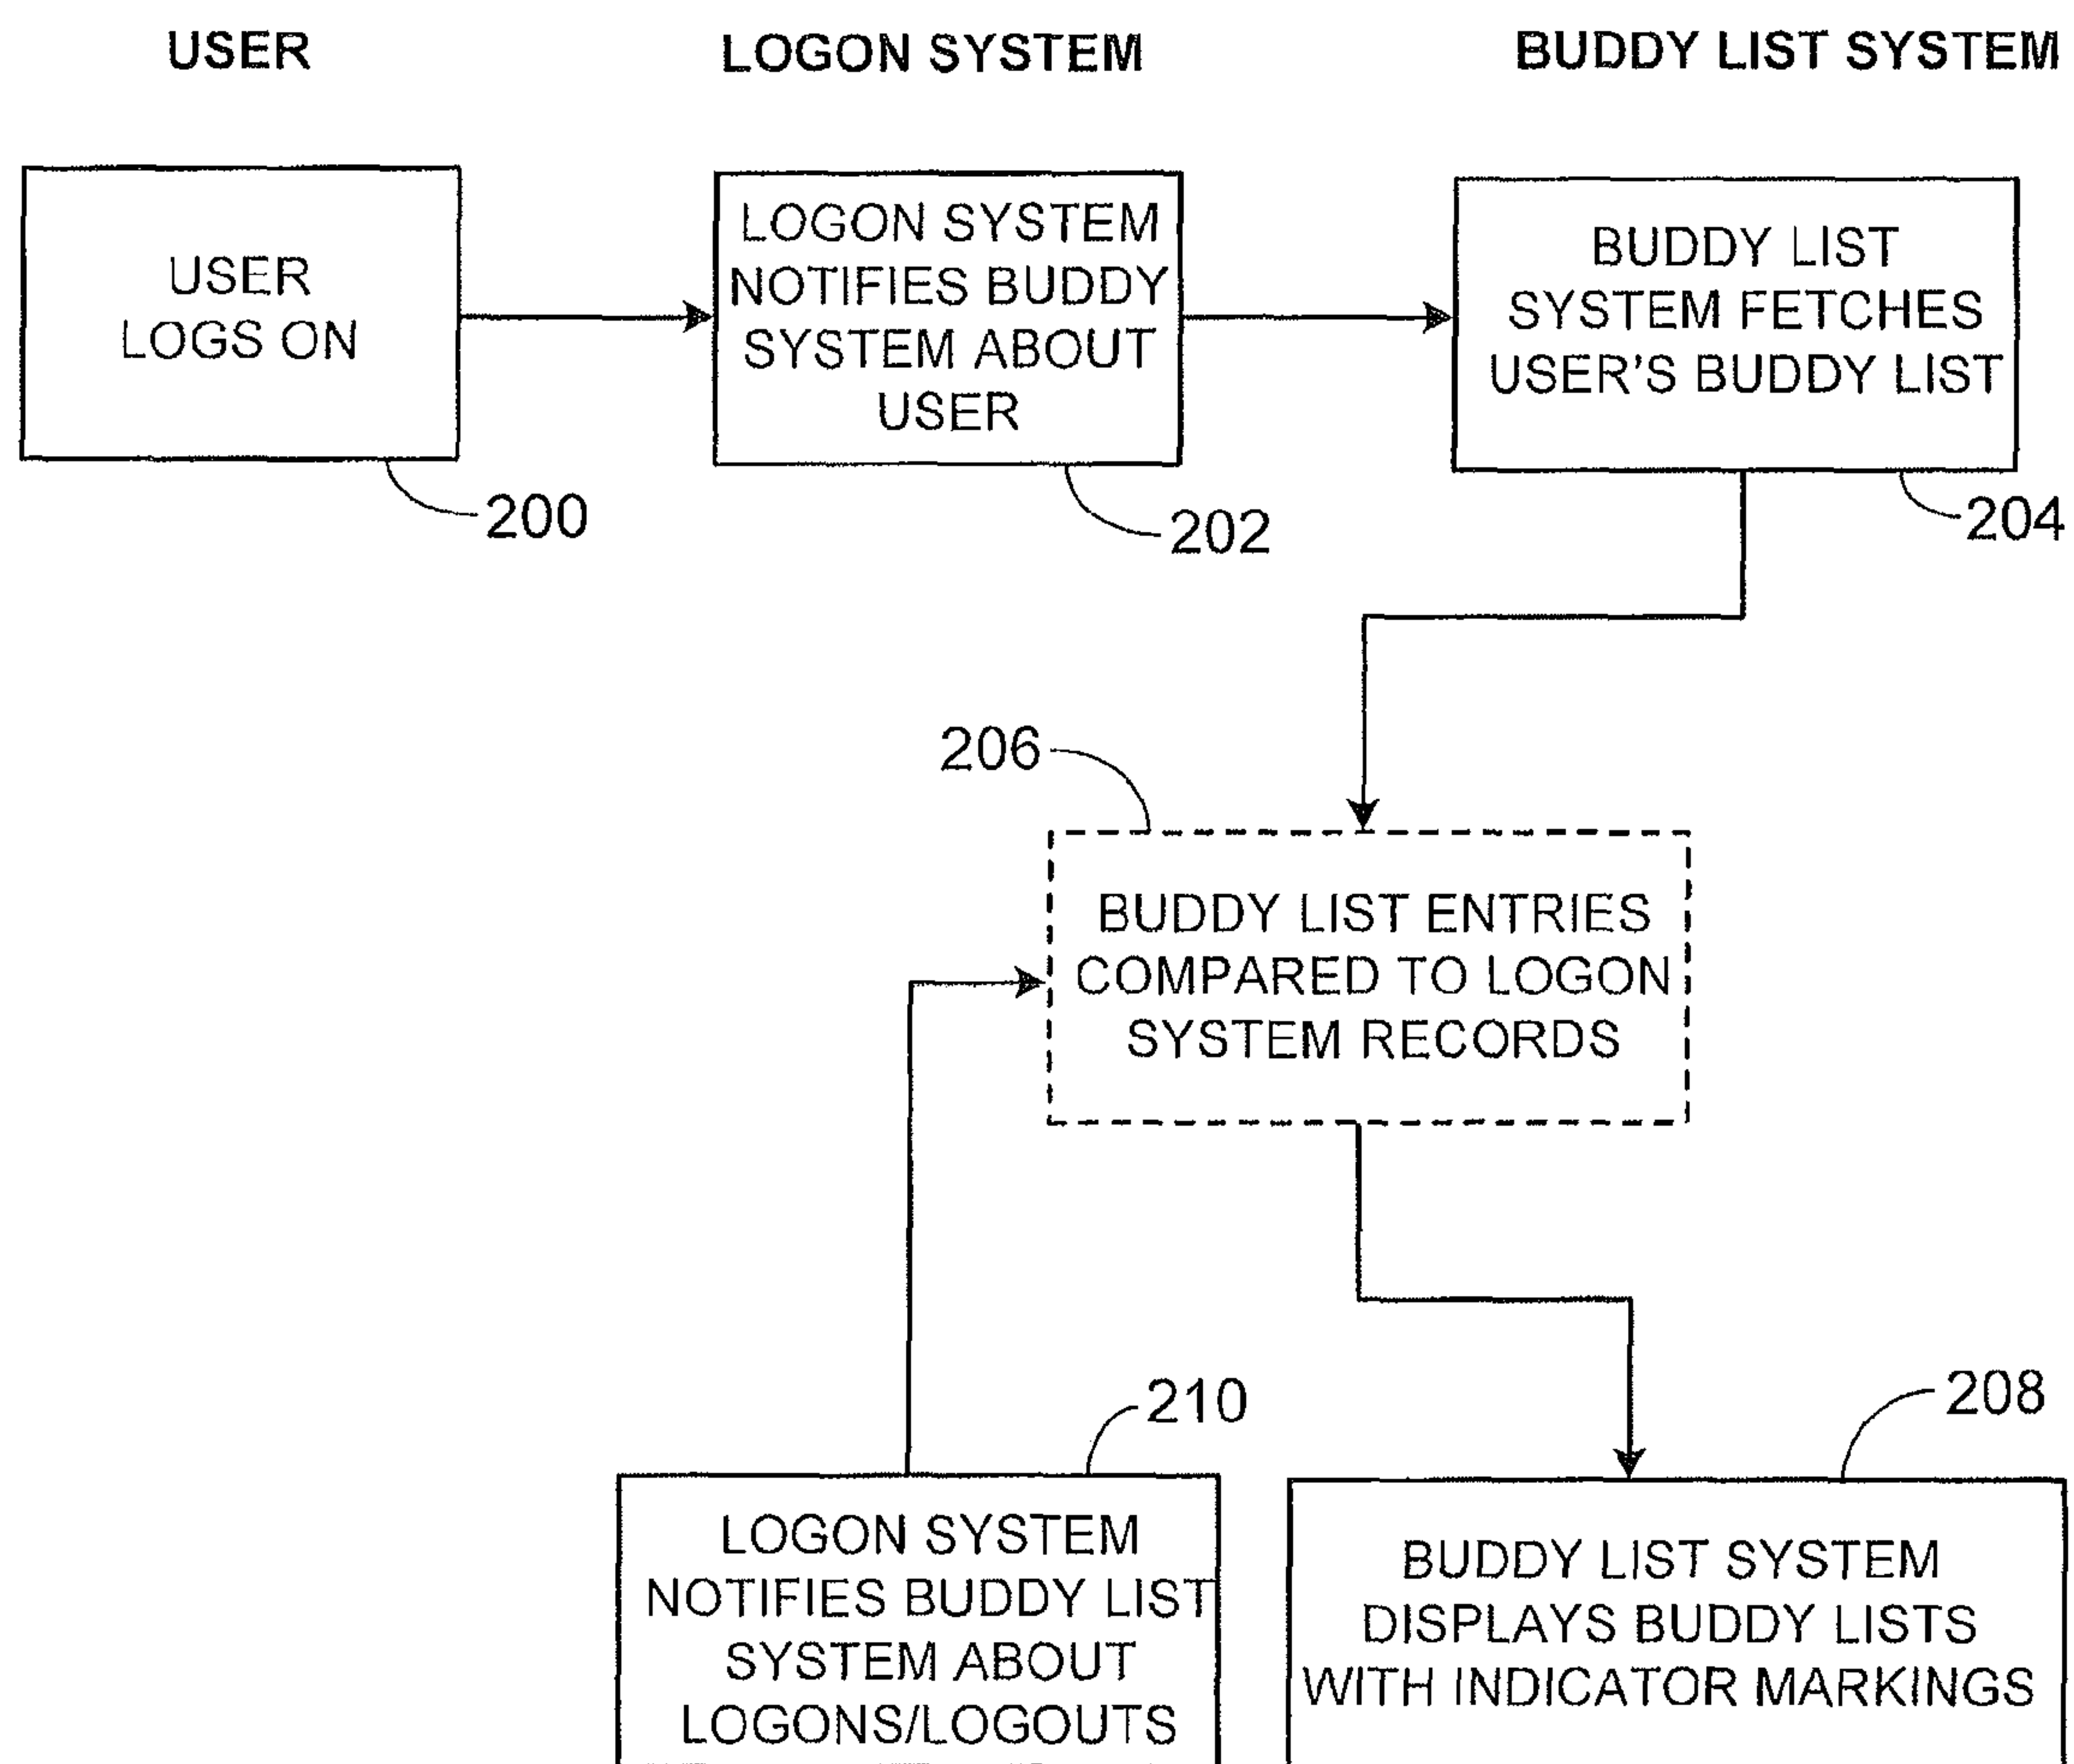 USER
LOGON SYSTEM
BUDDY LIST SYSTEM
USER
LOGS ON
200
LOGON SYSTEM
NOTIFIES BUDDY
SYSTEM ABOUT
USER
202
BUDDY LIST
SYSTEM FETCHES
USER'S BUDDY LIST
204
206
BUDDY LIST ENTRIES
COMPARED TO LOGON
SYSTEM RECORDS
210
LOGON SYSTEM
NOTIFIES BUDDY LIST
SYSTEM ABOUT
LOGONS/LOGOUTS
208
BUDDY LIST SYSTEM
DISPLAYS BUDDY LISTS
WITH INDICATOR MARKINGS